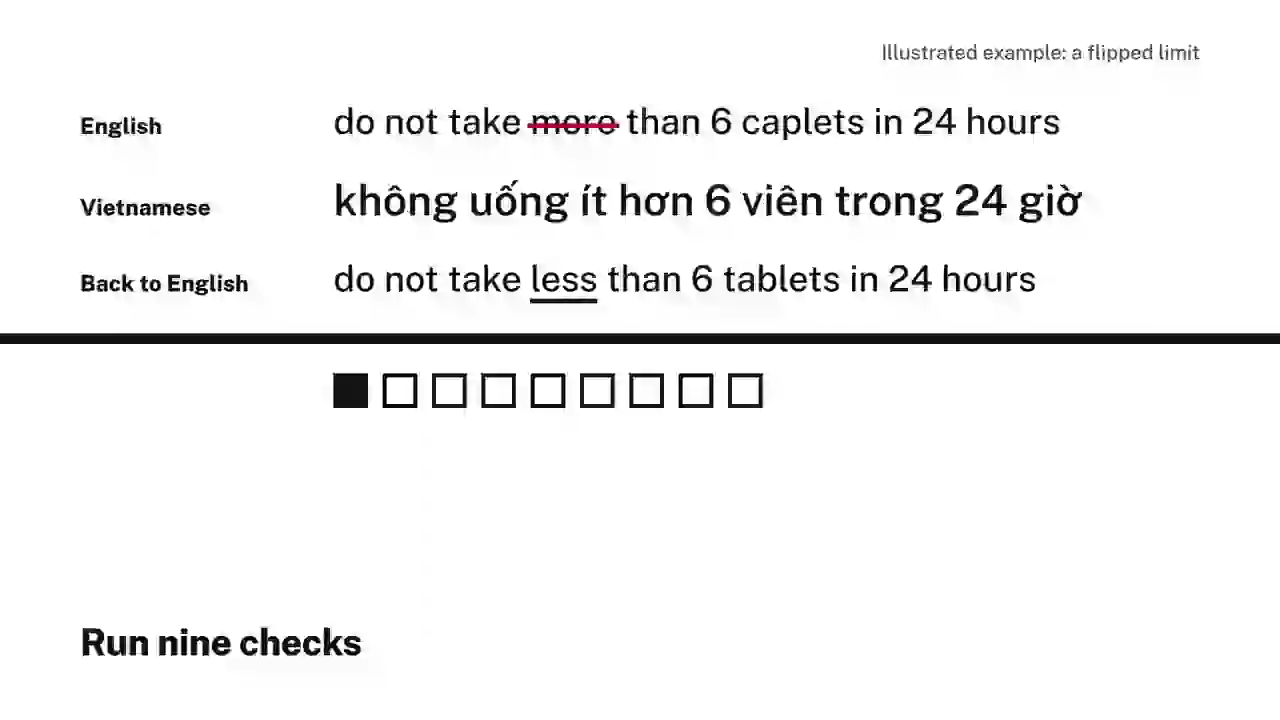 Illustrated example: a flipped limit
English do not take more than 6 caplets in 24 hours
Vietnamese không uống ít hơn 6 viên trong 24 giờ
Back to English do not take less than 6 tablets in 24 hours
Run nine checks